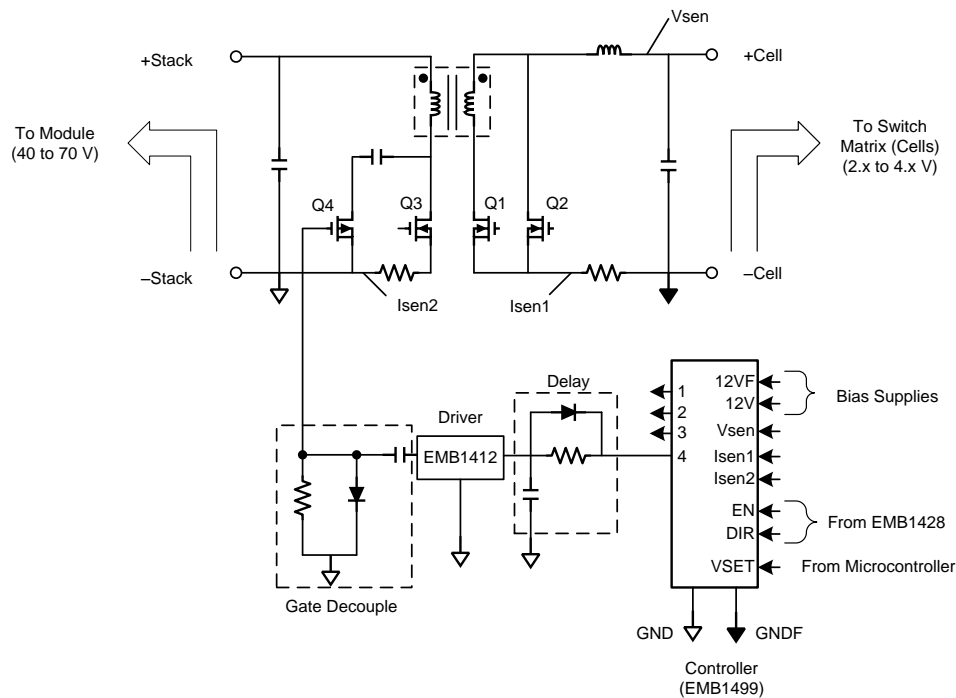 Vsen
+Stack
+Cell
To Module
(40 to 70 V)
To Switch
Matrix (Cells)
(2.x to 4.x V)
Q4
Q3
Q1
Q2
–Stack
–Cell
Isen2
Isen1
Delay
Driver
EMB1412
1
2
3
4
12VF
12V
Vsen
Isen1
Isen2
EN
DIR
VSET
Bias Supplies
From EMB1428
From Microcontroller
Gate Decouple
GND
GNDF
Controller
(EMB1499)